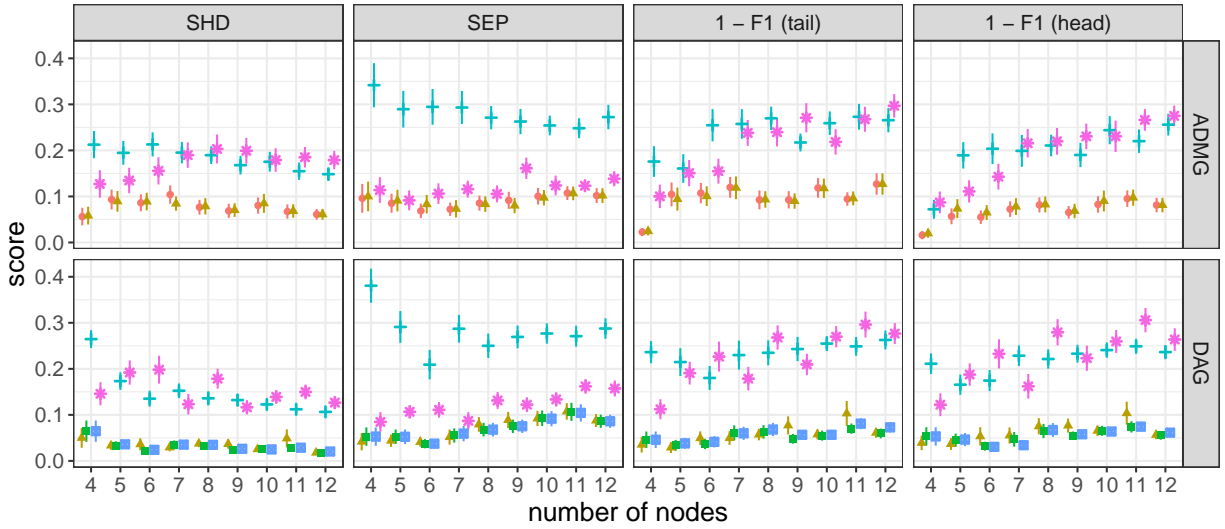 SHD SEP 1 − F1 (tail) 1 − F1 (head)
0.4
0.3
0.2
0.1
0.0
ADMG
score
0.4
0.3
0.2
0.1
0.0
DAG
4 5 6 7 8 9 10 11 12 4 5 6 7 8 9 10 11 12 4 5 6 7 8 9 10 11 12 4 5 6 7 8 9 10 11 12
number of nodes